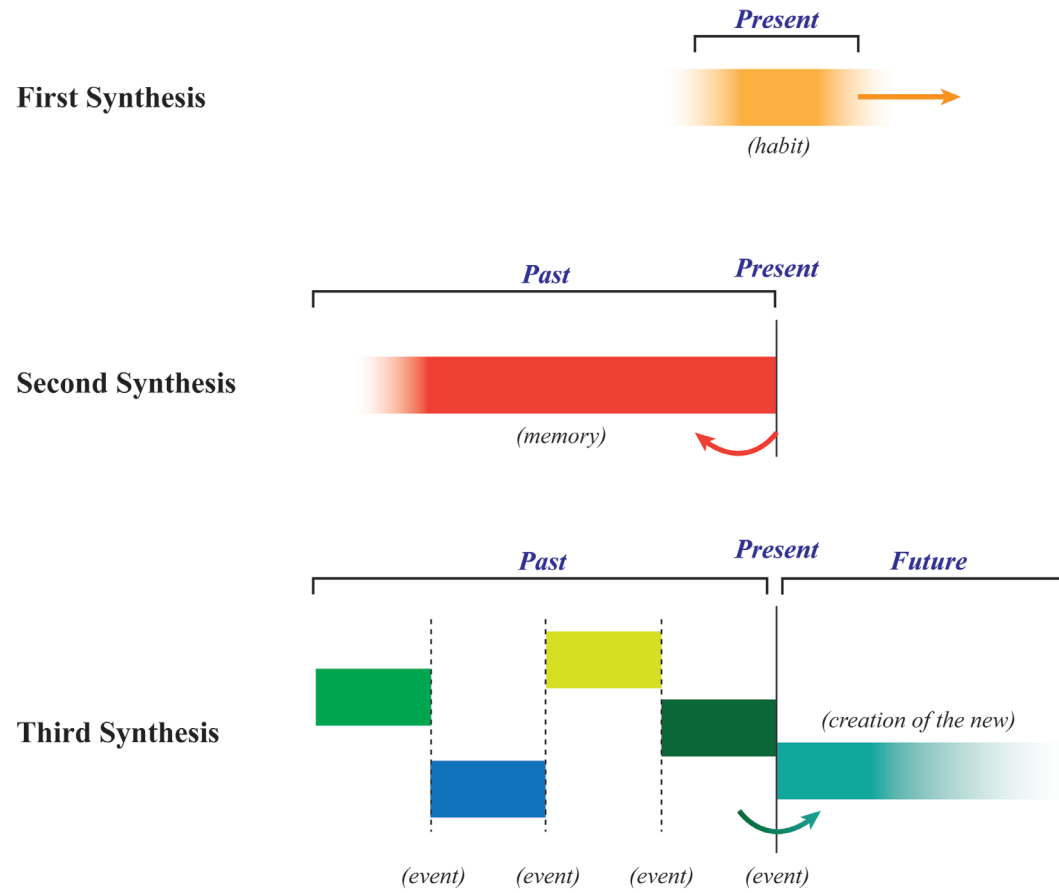 Present
First Synthesis
(habit)
Past Present
Second Synthesis
(memory)
Past Present Future
(creation of the new)
Third Synthesis
(event) (event) (event) (event)